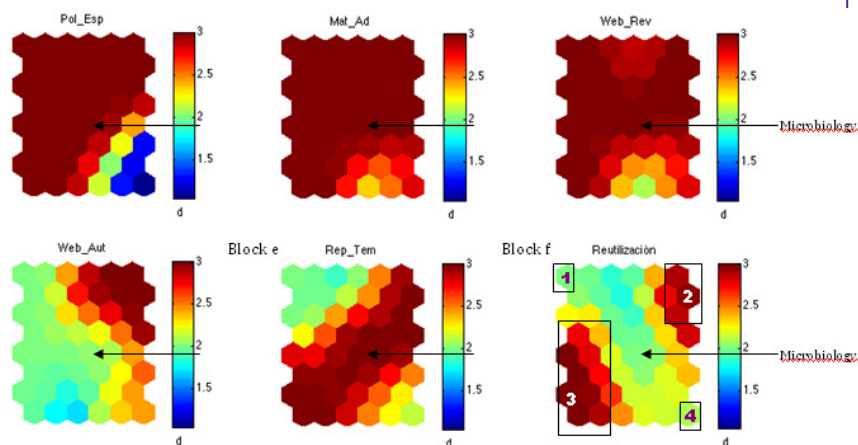 Pol_Esp
Mat_Ad
Web_Rev
3
2.5
2
1.5
d
3
2.5
2
1.5
d
3
2.5
2
1.5
d
Microbiology
Web_Aut
Block e
Rep_Tem
Block f
Reutilizaciòn
3
2.5
2
1.5
d
3
2.5
2
1.5
d
1
2
3
4
3
2.5
2
1.5
d
Microbiology